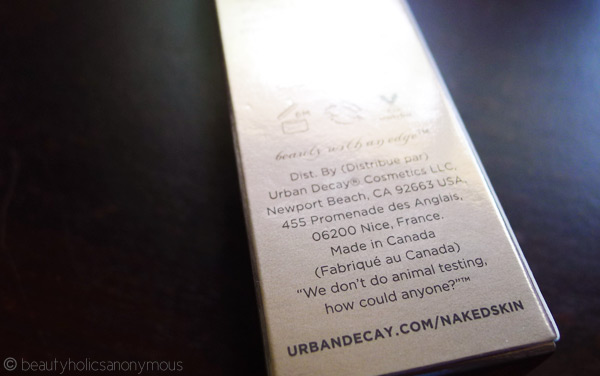 beauty with an edge™
Dist. By (Distribue par)
Urban Decay® Cosmetics LLC,
Newport Beach, CA 92663 USA,
455 Promenade des Anglais,
06200 Nice, France.
Made in Canada
(Fabriqué au Canada)
“We don't do animal testing,
how could anyone?”™
URBANDECAY.COM/NAKEDSKIN
© beautyholicsanonymous